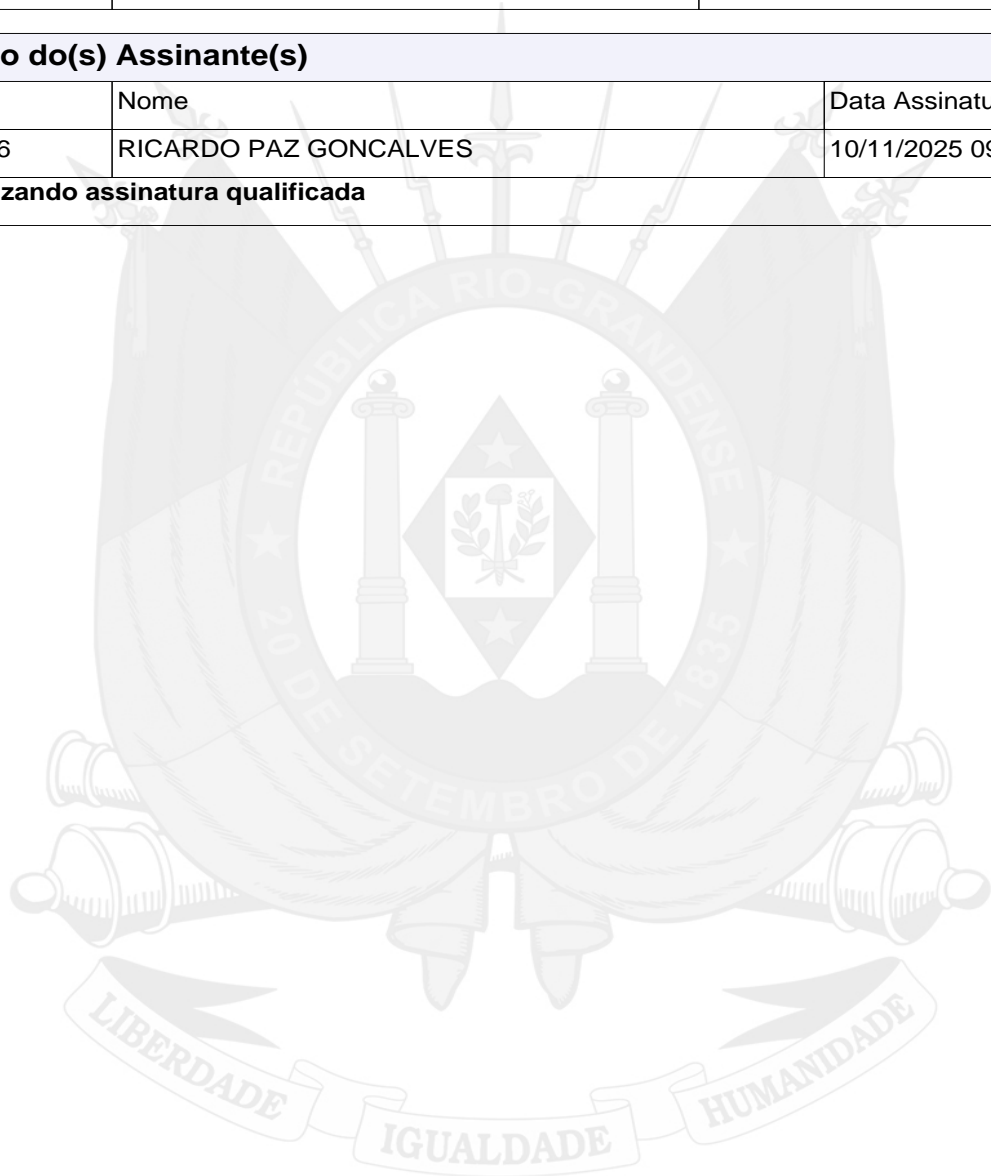 o do(s) Assinante(s)
Nome Data Assinatu
6 RICARDO PAZ GONCALVES 10/11/2025 09
zando assinatura qualificada
REPÚBLICA RIO-GRANDENSE
20 DE SETEMBRO DE 1835
LIBERDADE IGUALDADE HUMANIDADE